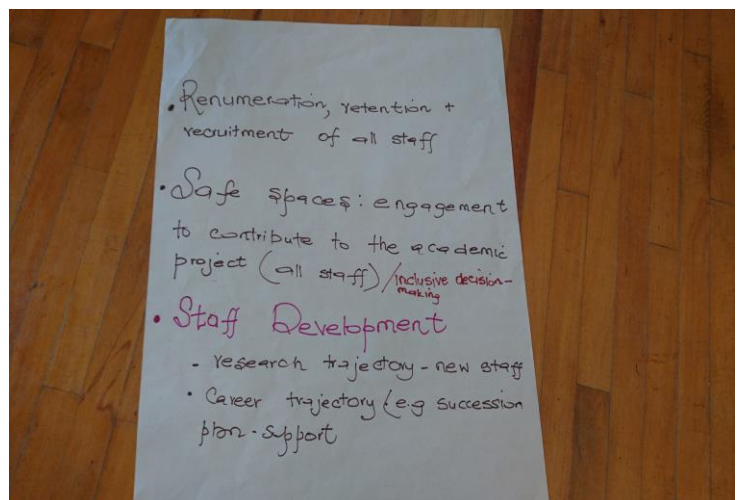 • Renumeration, retention +
recruitment of all staff
• Safe spaces: engagement
to contribute to the academic
project (all staff) / inclusive decision-
making
• Staff Development
- research trajectory - new staff
• Career trajectory (e.g succession
plan - support